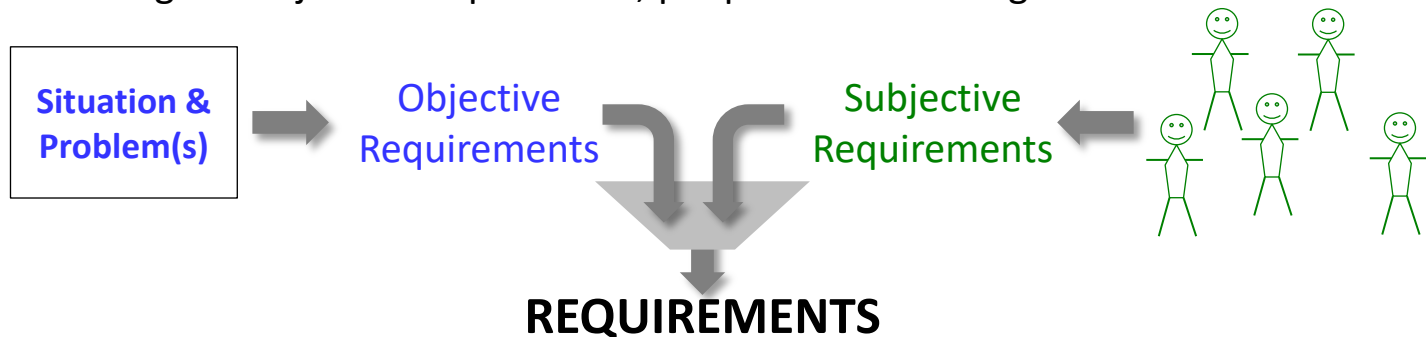 Situation &
Problem(s)
Objective
Requirements
Subjective
Requirements
REQUIREMENTS